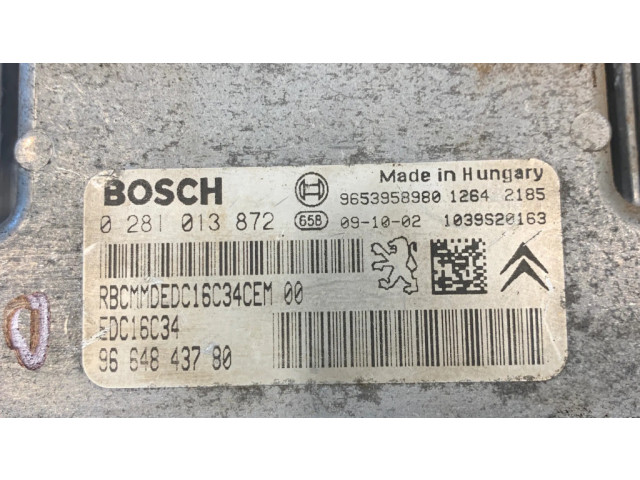 Made in Hungary
BOSCH 9653958980 1264 2185
0 281 013 872 658 09-10-02 1039S20163
RBCMMDEDC16C34CEM 00
EDC16C34
96 648 437 80